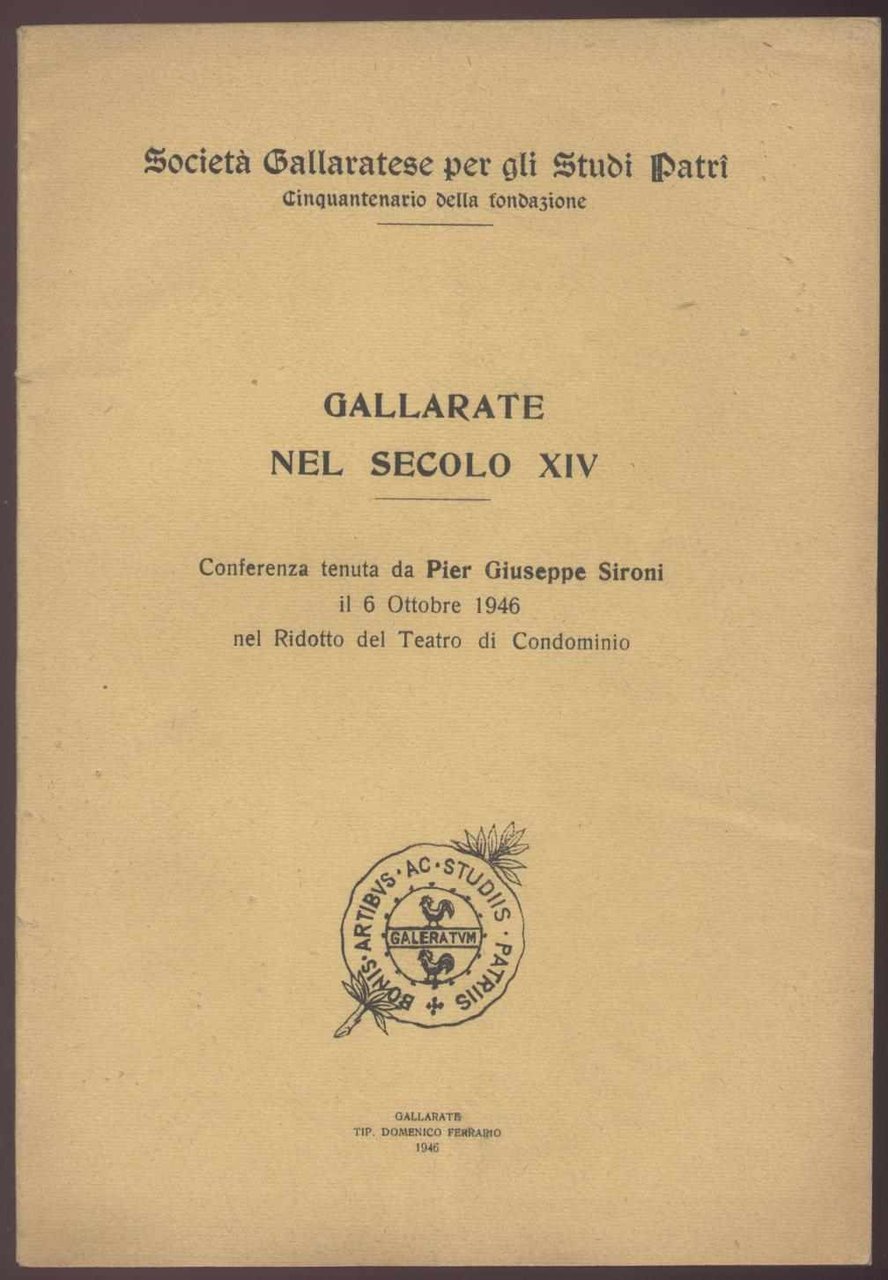 Società Gallaratese per gli Studi Patrî
Cinquantenario della fondazione
GALLARATE
NEL SECOLO XIV
Conferenza tenuta da Pier Giuseppe Sironi
il 6 Ottobre 1946
nel Ridotto del Teatro di Condominio
BONIS·ARTIBVS·AC·STUDIIS·PATRIIS
GALERATVM
GALLARATE
TIP. DOMENICO FERRARIO
1946